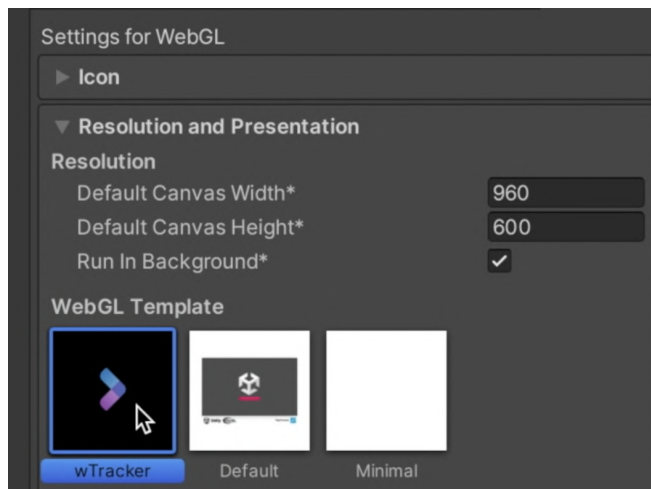 Settings for WebGL
Icon
Resolution and Presentation
Resolution
Default Canvas Width* 960
Default Canvas Height* 600
Run In Background*
WebGL Template
wTracker Default Minimal